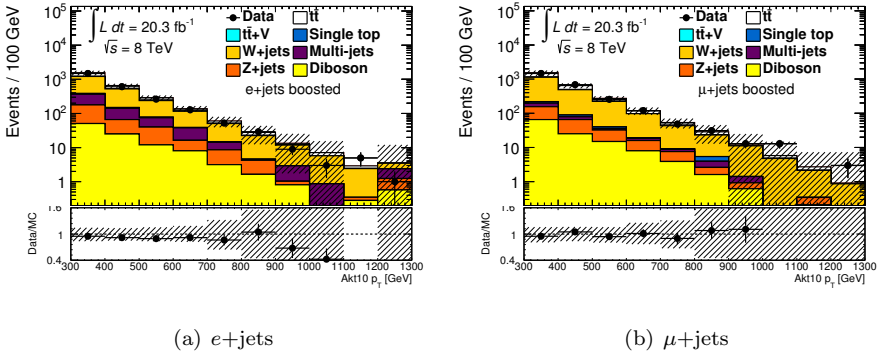 Events / 100 GeV
∫ L dt = 20.3 fb⁻¹
√s = 8 TeV
Data
tt̄
tt̄+V
Single top
W+jets
Multi-jets
Z+jets
Diboson
e+jets boosted
10⁵
10⁴
10³
10²
10
1
Data/MC
1.6
1
0.4
300 400 500 600 700 800 900 1000 1100 1200 1300
Akt10 p_T [GeV]
(a) e+jets
Events / 100 GeV
∫ L dt = 20.3 fb⁻¹
√s = 8 TeV
Data
tt̄
tt̄+V
Single top
W+jets
Multi-jets
Z+jets
Diboson
μ+jets boosted
10⁵
10⁴
10³
10²
10
1
Data/MC
1.6
1
0.4
300 400 500 600 700 800 900 1000 1100 1200 1300
Akt10 p_T [GeV]
(b) μ+jets